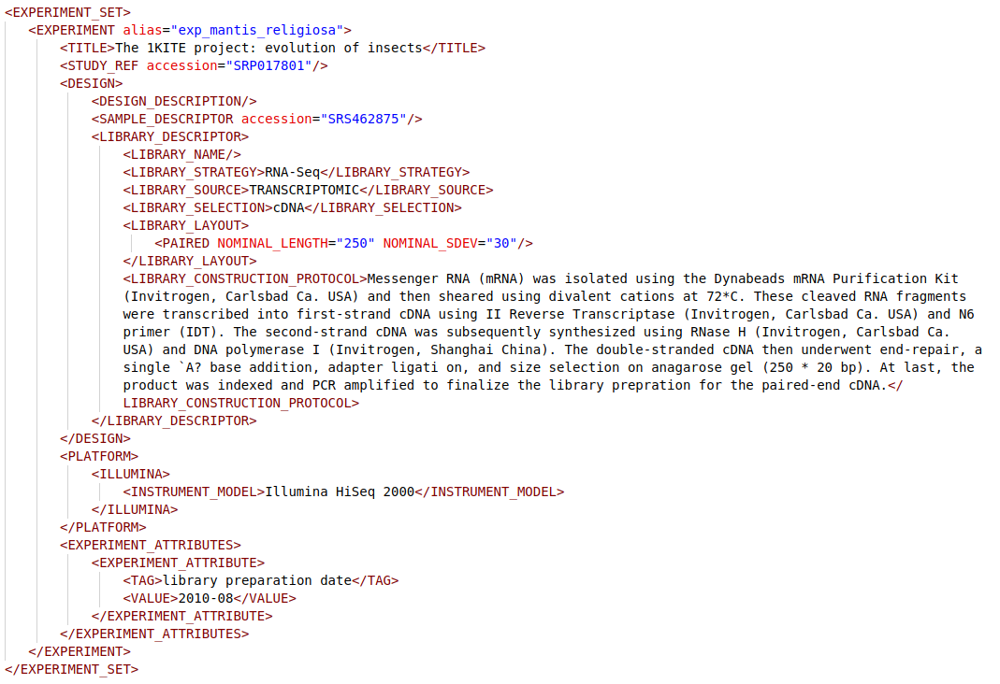 <EXPERIMENT_SET>
<EXPERIMENT alias="exp_mantis_religiosa">
<TITLE>The 1KITE project: evolution of insects</TITLE>
<STUDY_REF accession="SRP017801"/>
<DESIGN>
<DESIGN_DESCRIPTION/>
<SAMPLE_DESCRIPTOR accession="SRS462875"/>
<LIBRARY_DESCRIPTOR>
<LIBRARY_NAME/>
<LIBRARY_STRATEGY>RNA-Seq</LIBRARY_STRATEGY>
<LIBRARY_SOURCE>TRANSCRIPTOMIC</LIBRARY_SOURCE>
<LIBRARY_SELECTION>cDNA</LIBRARY_SELECTION>
<LIBRARY_LAYOUT>
<PAIRED NOMINAL_LENGTH="250" NOMINAL_SDEV="30"/>
</LIBRARY_LAYOUT>
<LIBRARY_CONSTRUCTION_PROTOCOL>Messenger RNA (mRNA) was isolated using the Dynabeads mRNA Purification Kit
(Invitrogen, Carlsbad Ca. USA) and then sheared using divalent cations at 72*C. These cleaved RNA fragments
were transcribed into first-strand cDNA using II Reverse Transcriptase (Invitrogen, Carlsbad Ca. USA) and N6
primer (IDT). The second-strand cDNA was subsequently synthesized using RNase H (Invitrogen, Carlsbad Ca.
USA) and DNA polymerase I (Invitrogen, Shanghai China). The double-stranded cDNA then underwent end-repair, a
single `A? base addition, adapter ligati on, and size selection on anagarose gel (250 * 20 bp). At last, the
product was indexed and PCR amplified to finalize the library prepration for the paired-end cDNA.</
LIBRARY_CONSTRUCTION_PROTOCOL>
</LIBRARY_DESCRIPTOR>
</DESIGN>
<PLATFORM>
<ILLUMINA>
<INSTRUMENT_MODEL>Illumina HiSeq 2000</INSTRUMENT_MODEL>
</ILLUMINA>
</PLATFORM>
<EXPERIMENT_ATTRIBUTES>
<EXPERIMENT_ATTRIBUTE>
<TAG>library preparation date</TAG>
<VALUE>2010-08</VALUE>
</EXPERIMENT_ATTRIBUTE>
</EXPERIMENT_ATTRIBUTES>
</EXPERIMENT>
</EXPERIMENT_SET>